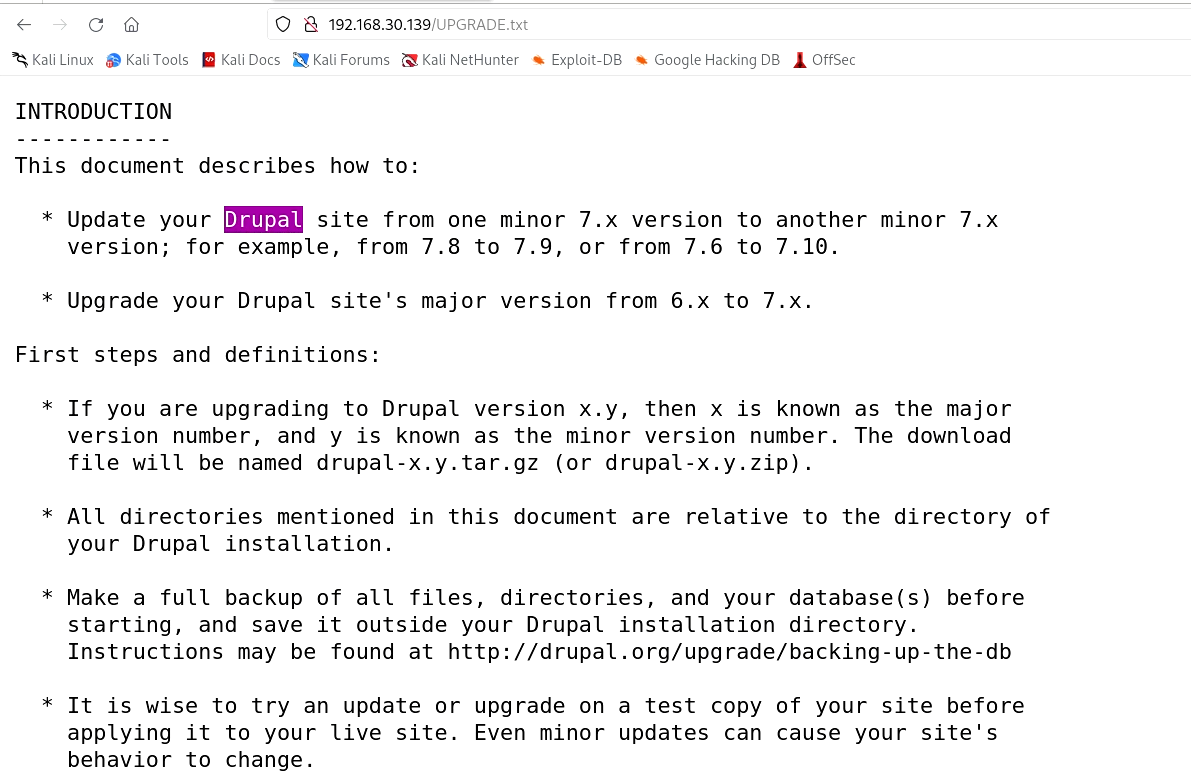 192.168.30.139/UPGRADE.txt
Kali Linux Kali Tools Kali Docs Kali Forums Kali NetHunter Exploit-DB Google Hacking DB OffSec
INTRODUCTION
------------
This document describes how to:
* Update your Drupal site from one minor 7.x version to another minor 7.x
version; for example, from 7.8 to 7.9, or from 7.6 to 7.10.
* Upgrade your Drupal site's major version from 6.x to 7.x.
First steps and definitions:
* If you are upgrading to Drupal version x.y, then x is known as the major
version number, and y is known as the minor version number. The download
file will be named drupal-x.y.tar.gz (or drupal-x.y.zip).
* All directories mentioned in this document are relative to the directory of
your Drupal installation.
* Make a full backup of all files, directories, and your database(s) before
starting, and save it outside your Drupal installation directory.
Instructions may be found at http://drupal.org/upgrade/backing-up-the-db
* It is wise to try an update or upgrade on a test copy of your site before
applying it to your live site. Even minor updates can cause your site's
behavior to change.